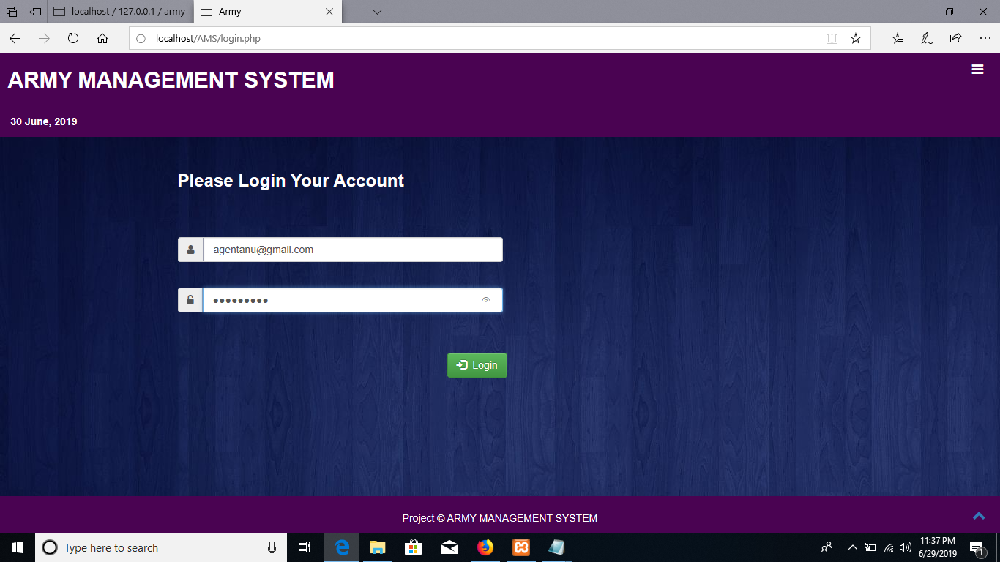 localhost / 127.0.0.1 / army
Army
localhost/AMS/login.php
ARMY MANAGEMENT SYSTEM
30 June, 2019
Please Login Your Account
agentanu@gmail.com
●●●●●●●●●
Login
Project © ARMY MANAGEMENT SYSTEM
Type here to search
11:37 PM
6/29/2019
1